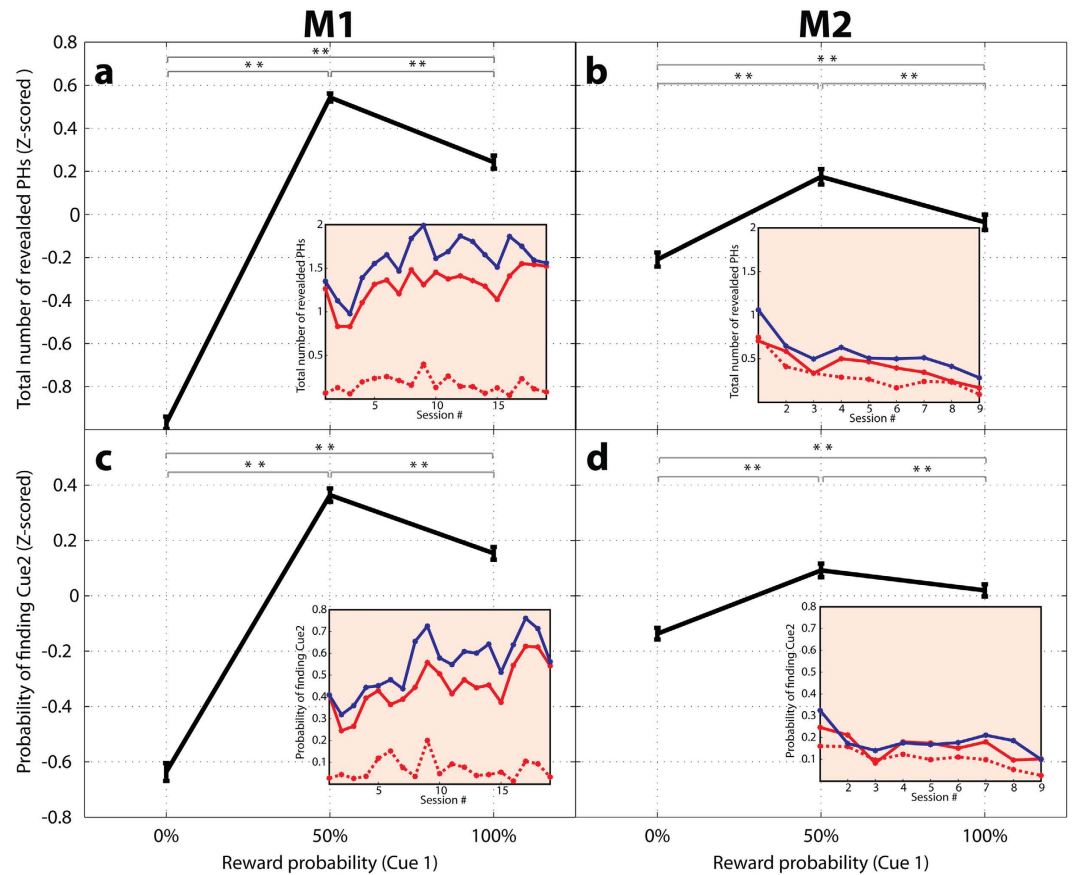 M1
M2
Total number of revealded PHs (Z-scored )
0.8
0.6
0.4
0.2
0
-0.2
-0.4
-0.6
-0.8
a
**
** **
Total number of revealded PHs
2
1.5
1
0.5
5 10 15
Session #
b
**
** **
Total number of revealded PHs
2
1.5
1
0.5
2 3 4 5 6 7 8 9
Session #
Probability of finding Cue2 (Z-scored)
0.4
0.2
0
-0.2
-0.4
-0.6
-0.8
c
**
** **
Probability of finding Cue2
0.8
0.7
0.6
0.5
0.4
0.3
0.2
0.1
5 10 15
Session #
0% 50% 100%
Reward probability (Cue 1)
d
**
** **
Probability of finding Cue2
0.8
0.7
0.6
0.5
0.4
0.3
0.2
0.1
2 3 4 5 6 7 8 9
Session #
0% 50% 100%
Reward probability (Cue 1)